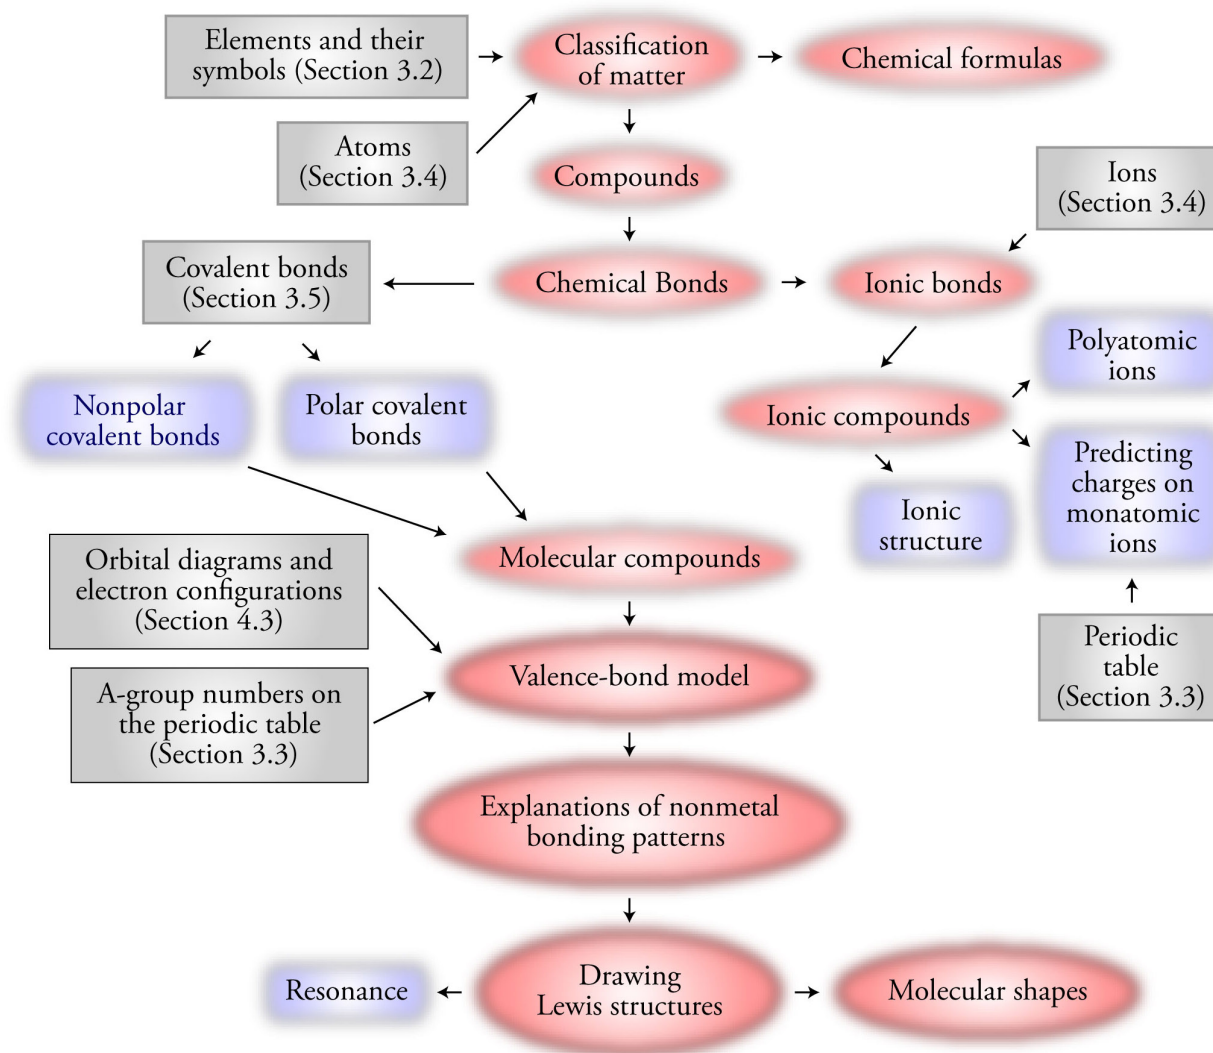 Elements and their
symbols (Section 3.2)
Classification
of matter
Chemical formulas
Atoms
(Section 3.4)
Compounds
Ions
(Section 3.4)
Covalent bonds
(Section 3.5)
Chemical Bonds
Ionic bonds
Polyatomic
ions
Nonpolar
covalent bonds
Polar covalent
bonds
Ionic compounds
Predicting
charges on
monatomic
ions
Ionic
structure
Molecular compounds
Orbital diagrams and
electron configurations
(Section 4.3)
Periodic
table
(Section 3.3)
Valence-bond model
A-group numbers on
the periodic table
(Section 3.3)
Explanations of nonmetal
bonding patterns
Resonance
Drawing
Lewis structures
Molecular shapes